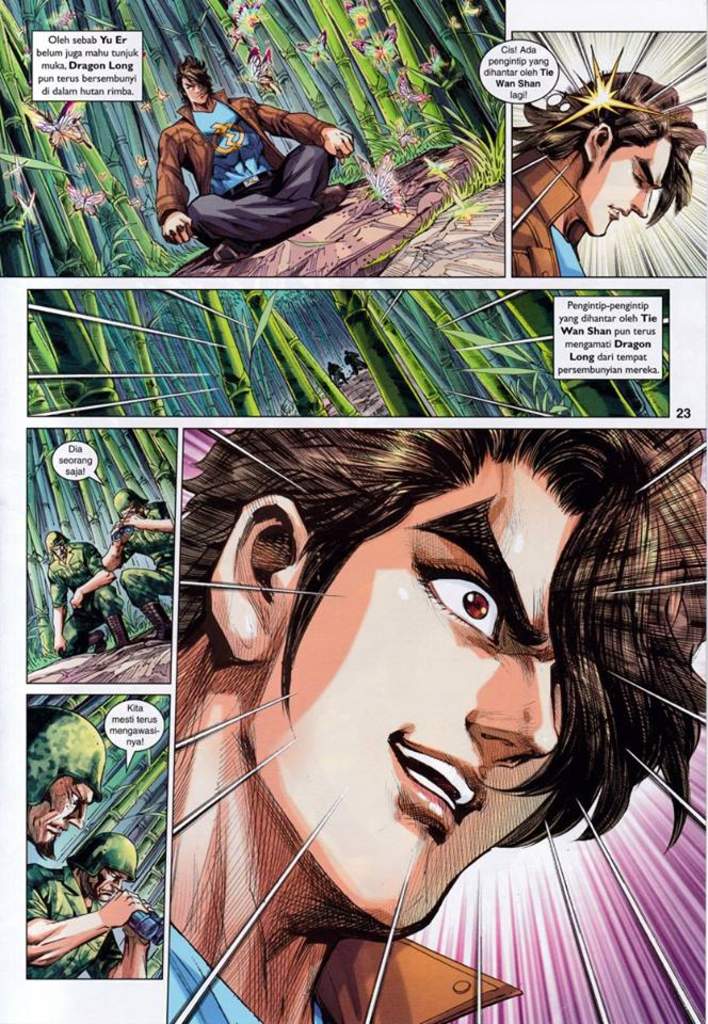 Oleh sebab Yu Er
belum juga mahu tunjuk
muka, Dragon Long
pun terus bersembunyi
di dalam hutan rimba.
Cis! Ada
pengintip yang
dihantar oleh Tie
Wan Shan
lagi!
Pengintip-pengintip
yang dihantar oleh Tie
Wan Shan pun terus
mengamati Dragon
Long dari tempat
persembunyian mereka.
23
Dia
seorang
saja!
Kita
mesti terus
mengawasi-
nya!